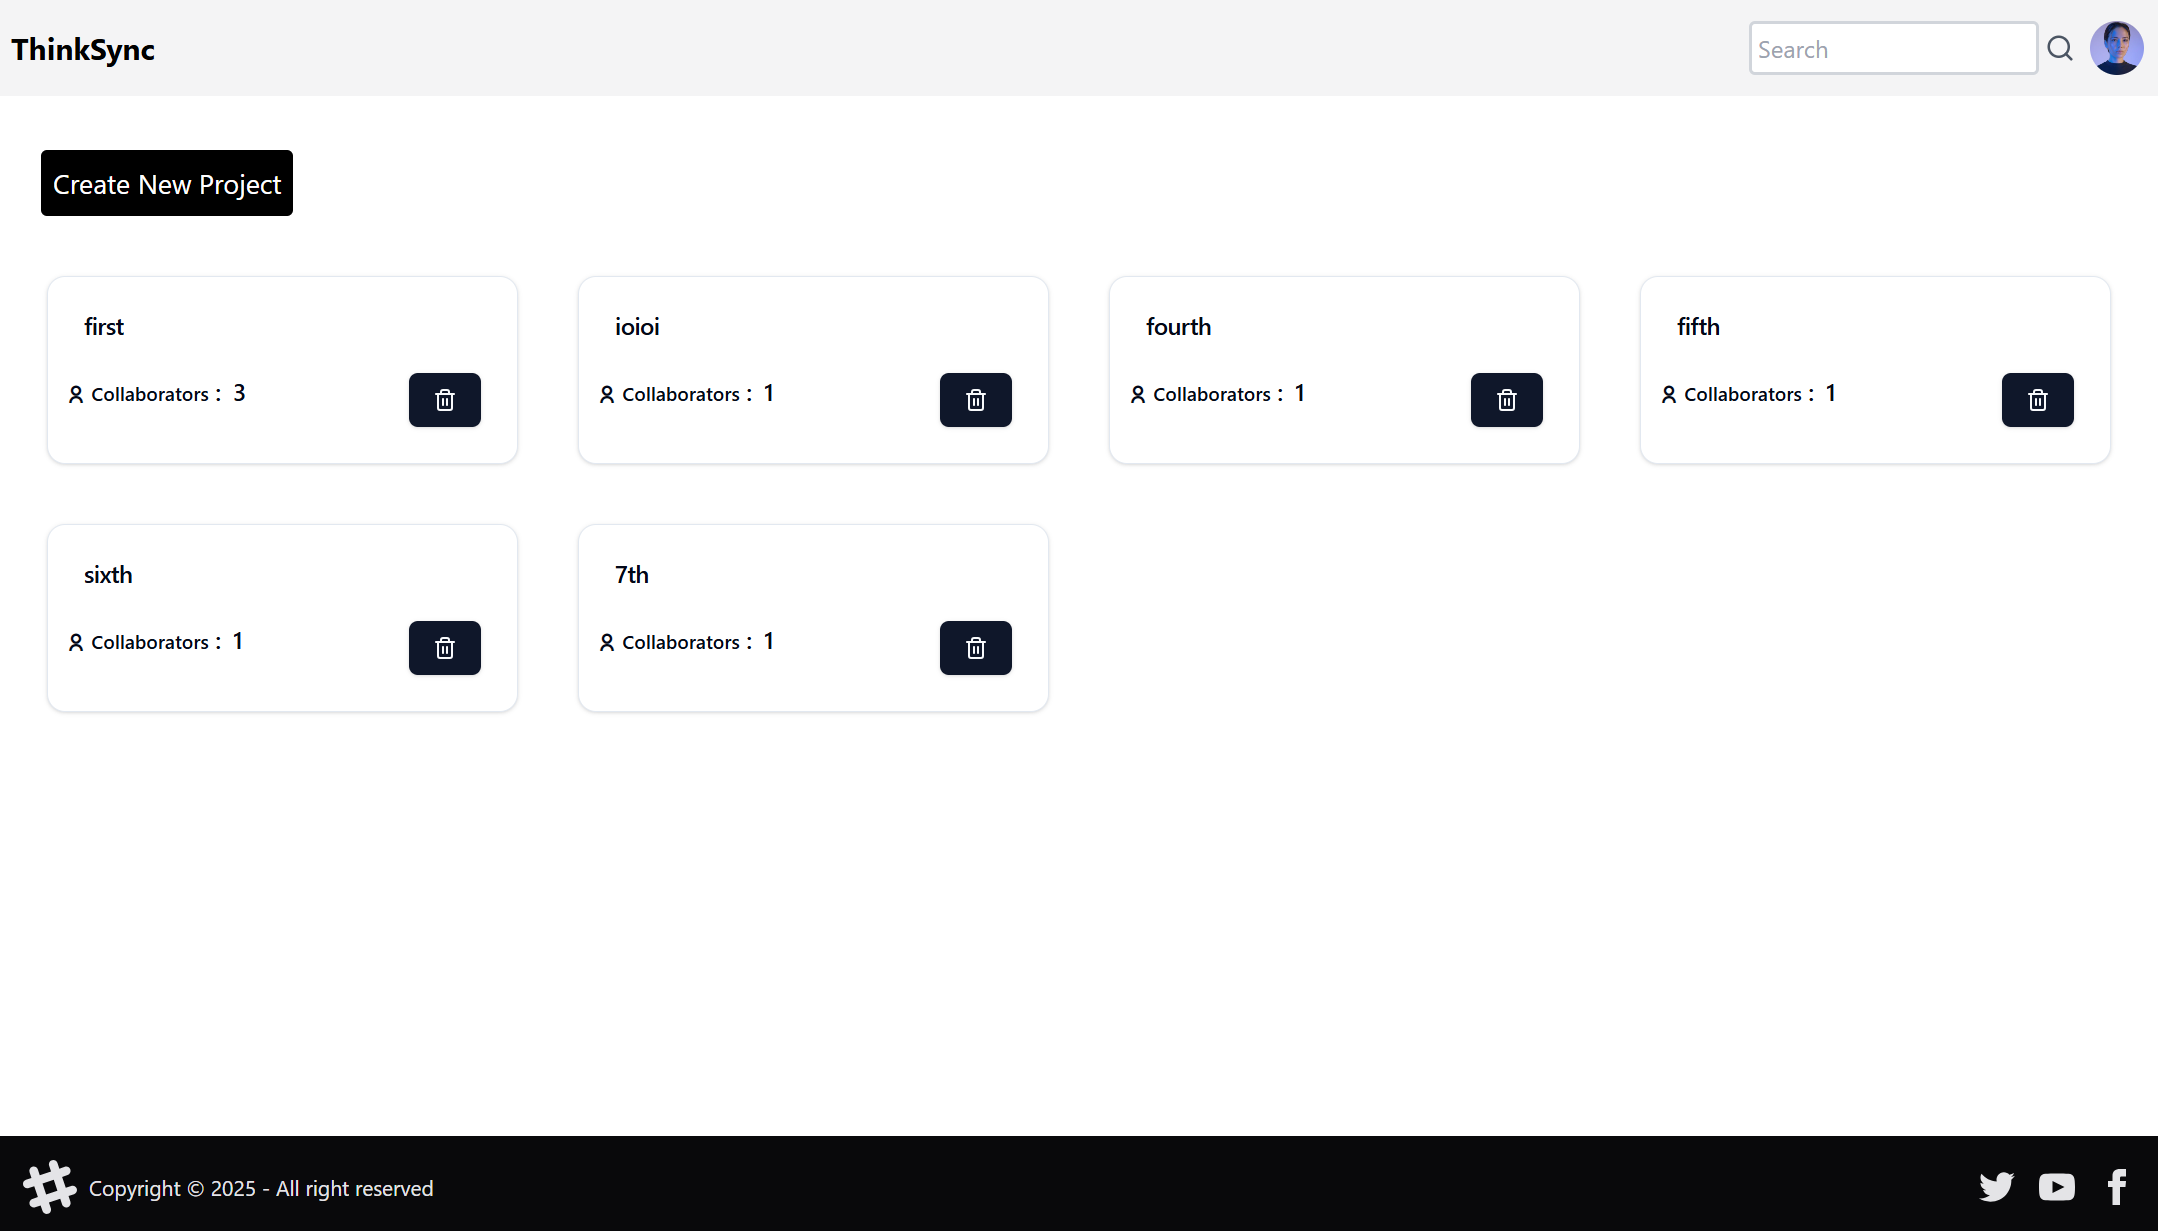 ThinkSync
Search
Create New Project
first
Collaborators : 3
ioioi
Collaborators : 1
fourth
Collaborators : 1
fifth
Collaborators : 1
sixth
Collaborators : 1
7th
Collaborators : 1
Copyright © 2025 - All right reserved